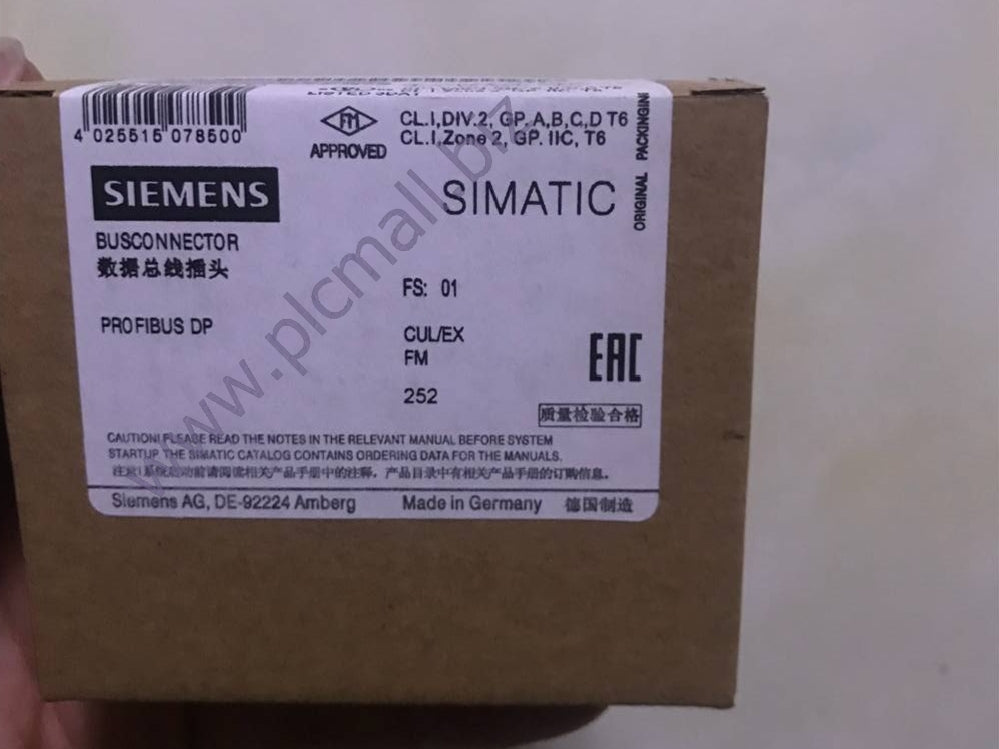 4 025515 078500
FM
APPROVED
CL.I,DIV.2, GP. A,B,C,D T6
CL.I,Zone 2, GP. IIC, T6
ORIGINAL PACKINGING
SIEMENS
SIMATIC
BUSCONNECTOR
数据总线插头
FS: 01
PROFIBUS DP
CUL/EX
FM
EAC
252
质量检验合格
CAUTION! PLEASE READ THE NOTES IN THE RELEVANT MANUAL BEFORE SYSTEM
STARTUP. THE SIMATIC CATALOG CONTAINS ORDERING DATA FOR THE MANUALS.
注意!系统启动前请阅读相关产品手册中的注释，产品目录中有相关产品手册的订购信息。
Siemens AG, DE-92224 Amberg
Made in Germany 德国制造
www.plcmall.biz